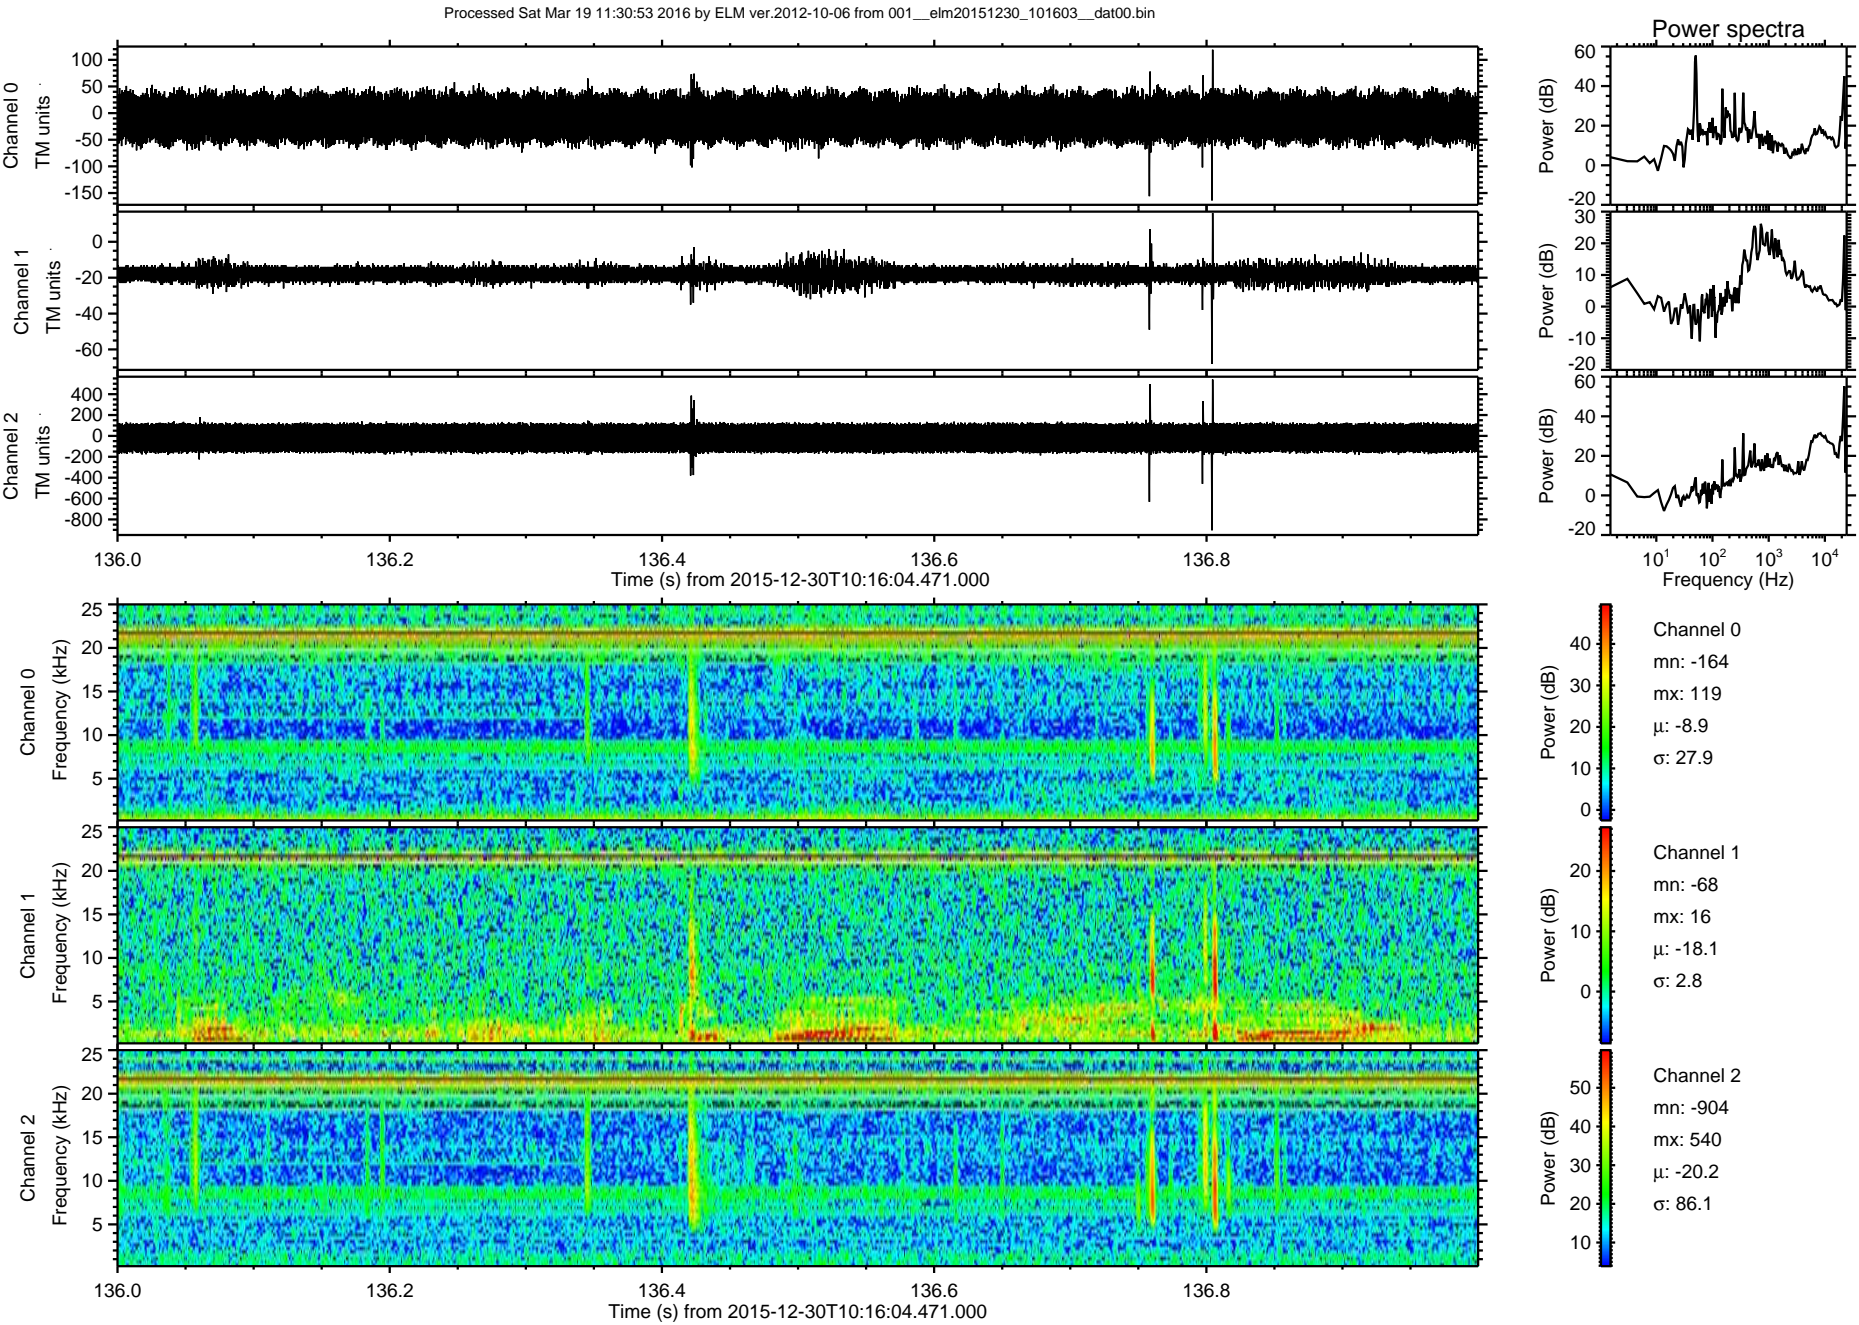 Processed Sat Mar 19 11:30:53 2016 by ELM ver.2012-10-06 from 001__elm20151230_101603__dat00.bin
Power spectra
Channel 0
TM units
100
50
0
-50
-100
-150
Power (dB)
60
40
20
0
-20
Channel 1
TM units
0
-20
-40
-60
Power (dB)
30
20
10
0
-10
-20
Channel 2
TM units
400
200
0
-200
-400
-600
-800
Power (dB)
60
40
20
0
-20
136.0 136.2 136.4 136.6 136.8
Time (s) from 2015-12-30T10:16:04.471.000
10¹ 10² 10³ 10⁴
Frequency (Hz)
Channel 0
Frequency (kHz)
25
20
15
10
5
Power (dB)
40
30
20
10
0
Channel 0
mn: -164
mx: 119
μ: -8.9
σ: 27.9
Channel 1
Frequency (kHz)
25
20
15
10
5
Power (dB)
20
10
0
Channel 1
mn: -68
mx: 16
μ: -18.1
σ: 2.8
Channel 2
Frequency (kHz)
25
20
15
10
5
Power (dB)
50
40
30
20
10
Channel 2
mn: -904
mx: 540
μ: -20.2
σ: 86.1
136.0 136.2 136.4 136.6 136.8
Time (s) from 2015-12-30T10:16:04.471.000